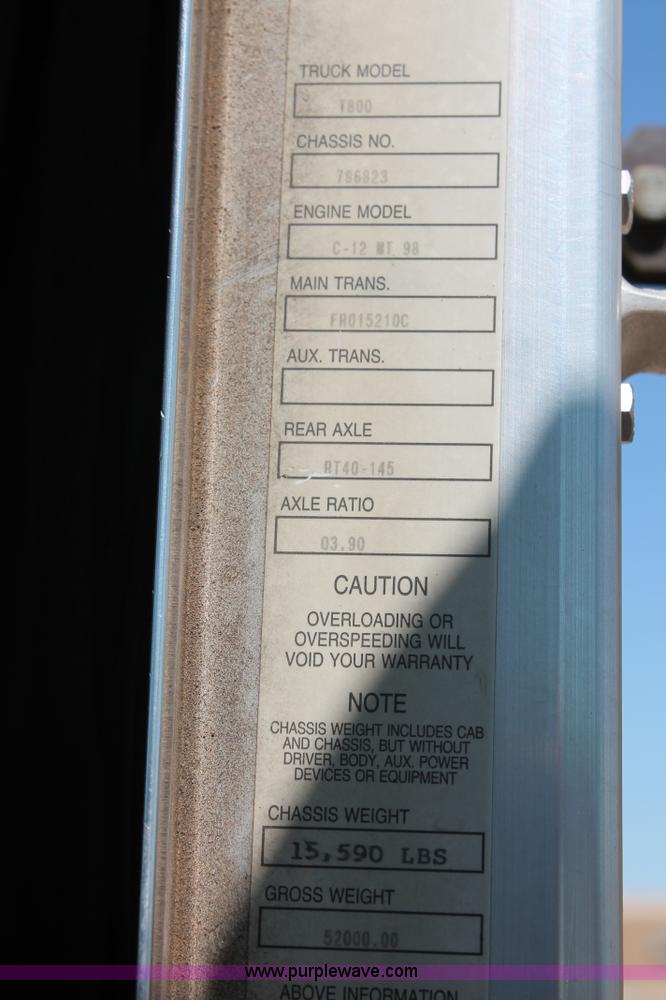 TRUCK MODEL
T800
CHASSIS NO.
796823
ENGINE MODEL
C-12 MT 98
MAIN TRANS.
FRO15210C
AUX. TRANS.
REAR AXLE
RT40-145
AXLE RATIO
03.90
CAUTION
OVERLOADING OR
OVERSPEEDING WILL
VOID YOUR WARRANTY
NOTE
CHASSIS WEIGHT INCLUDES CAB
AND CHASSIS, BUT WITHOUT
DRIVER, BODY, AUX. POWER
DEVICES OR EQUIPMENT
CHASSIS WEIGHT
15,590 LBS
GROSS WEIGHT
52000.00
www.purplewave.com
ABOVE INFORMATION